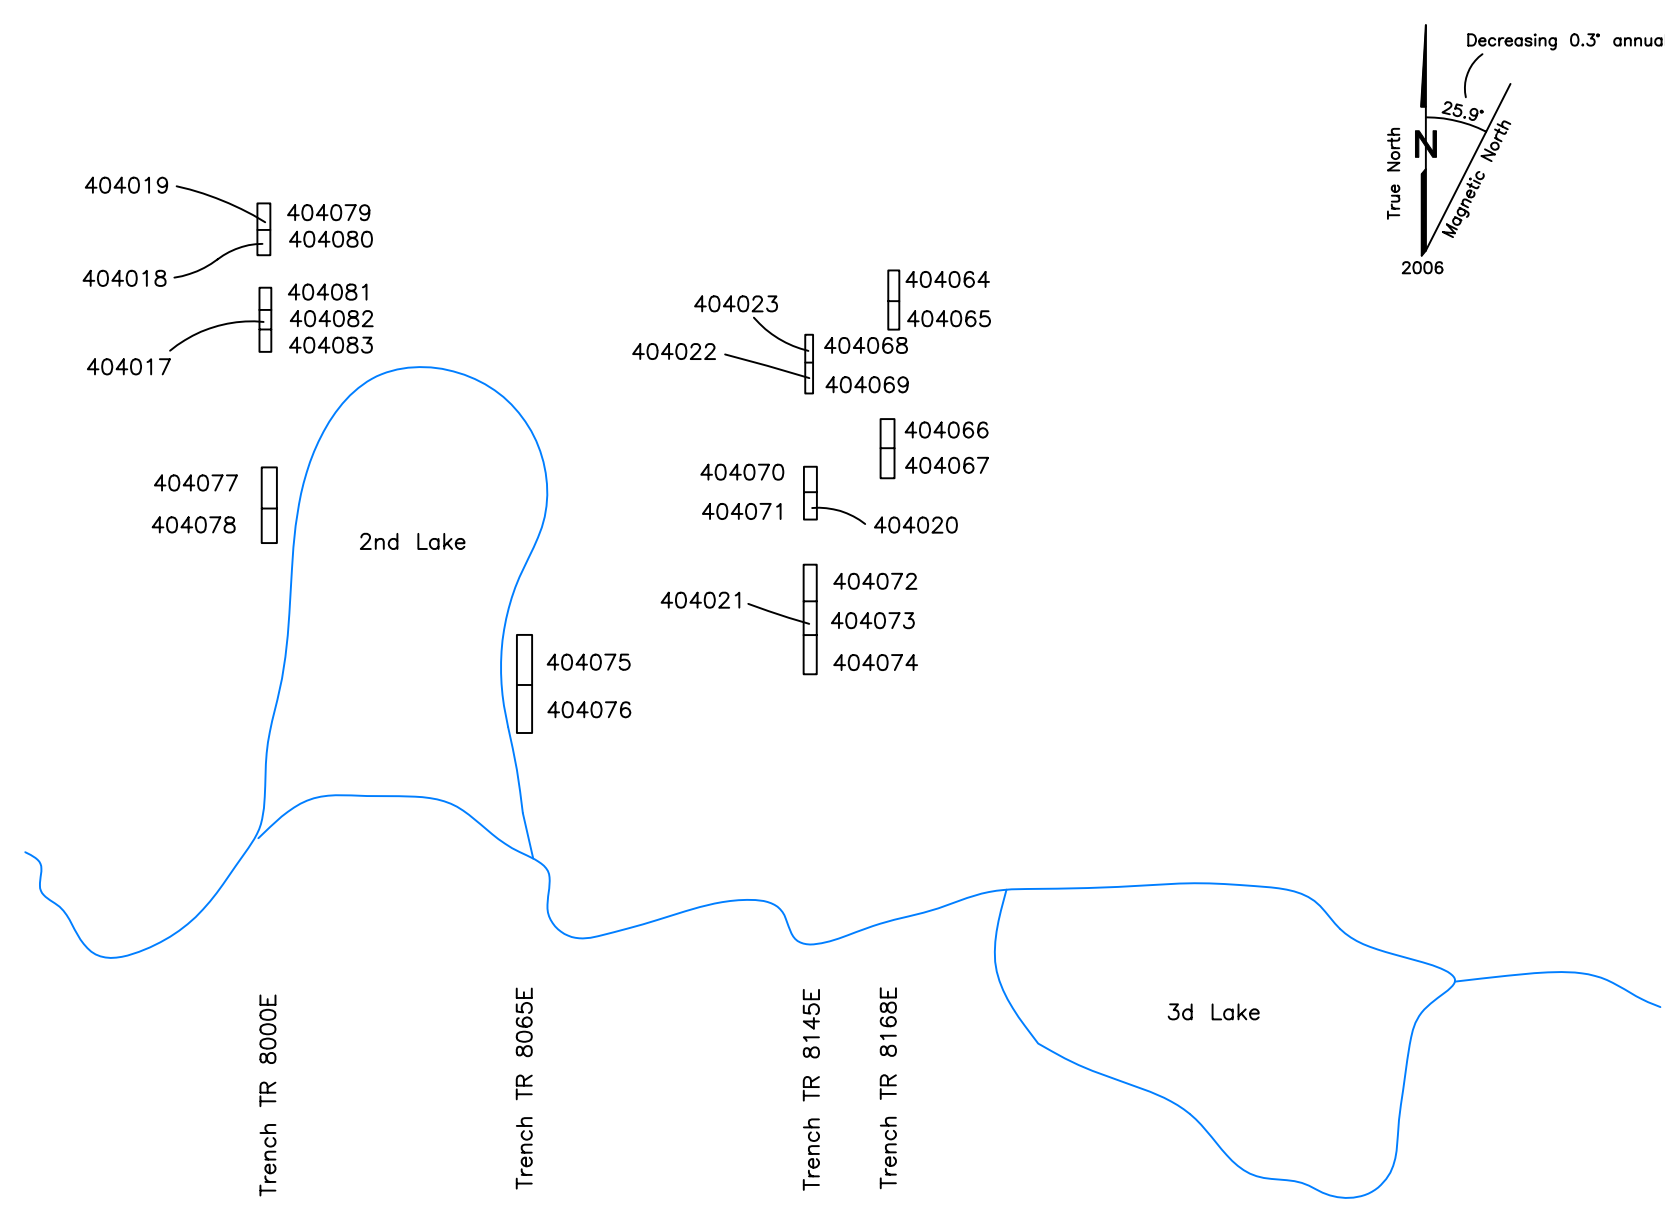 Decreasing 0.3° annua
25.9°
True North
N
Magnetic North
2006
404019
404079
404080
404018
404081
404082
404083
404017
404064
404065
404023
404068
404022
404069
404066
404067
404077
404078
404070
404071
404020
2nd Lake
404072
404021
404073
404074
404075
404076
3d Lake
Trench TR 8000E
Trench TR 8065E
Trench TR 8145E
Trench TR 8168E